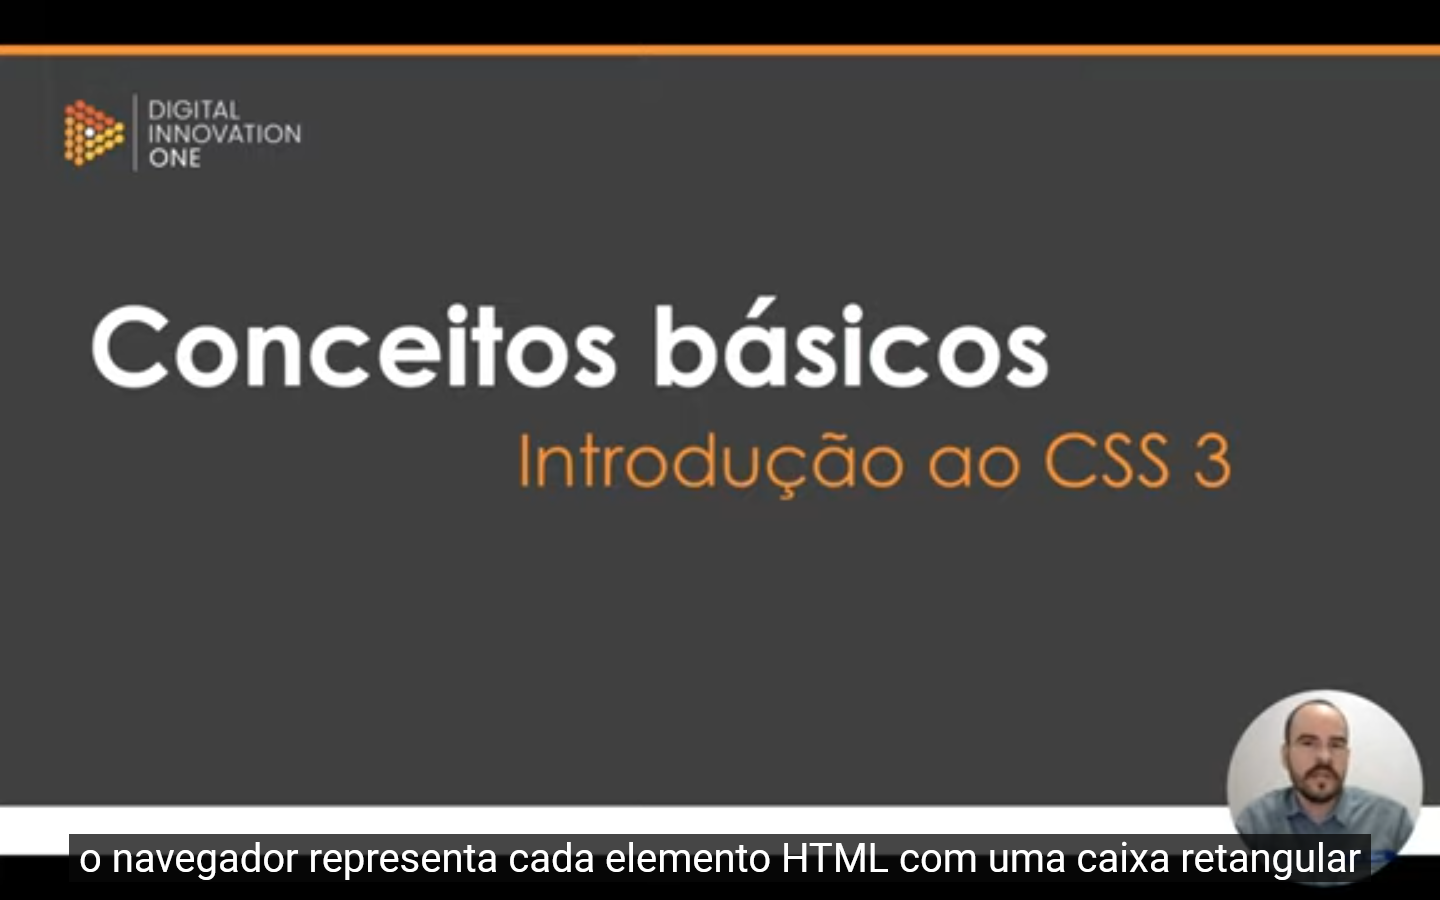 DIGITAL
INNOVATION
ONE
Conceitos básicos
Introdução ao CSS 3
o navegador representa cada elemento HTML com uma caixa retangular